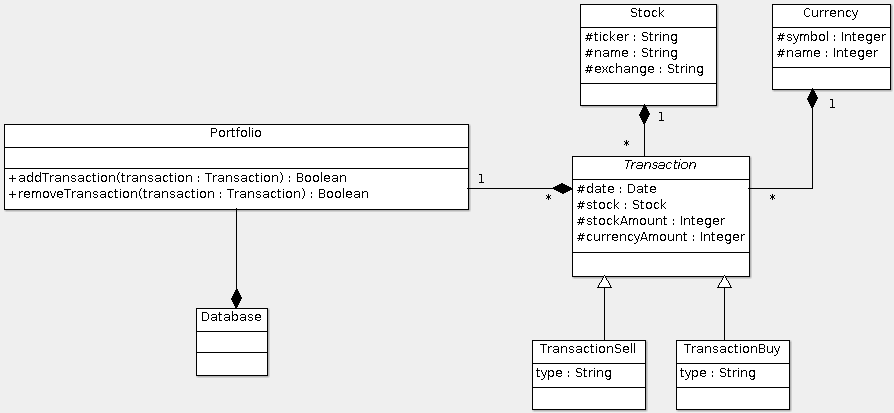 Stock
#ticker : String
#name : String
#exchange : String
Currency
#symbol : Integer
#name : Integer
1
1
*
Portfolio
+addTransaction(transaction : Transaction) : Boolean
+removeTransaction(transaction : Transaction) : Boolean
1
*
Transaction
#date : Date
#stock : Stock
#stockAmount : Integer
#currencyAmount : Integer
*
Database
TransactionSell
type : String
TransactionBuy
type : String